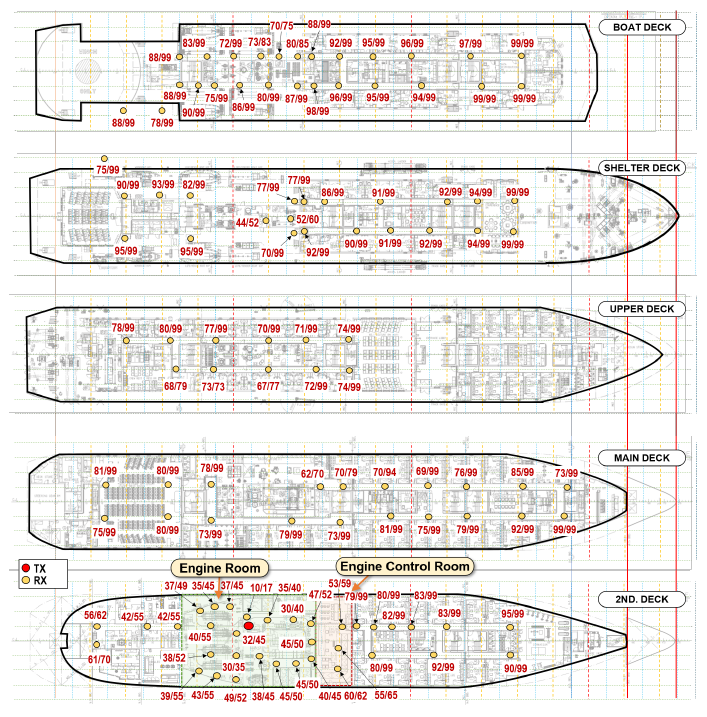 BOAT DECK
70/75 88/99
83/99 72/99 73/83 80/85 92/99 95/99 96/99 97/99 99/99
88/99
88/99 90/99 75/99 86/99 80/99 87/99 98/99 96/99 95/99 94/99 99/99 99/99
88/99 78/99
SHELTER DECK
75/99
90/99 93/99 82/99 77/99 77/99 86/99 91/99 92/99 94/99 99/99
44/52 52/60
95/99 95/99 70/99 92/99 90/99 91/99 92/99 94/99 99/99
UPPER DECK
78/99 80/99 77/99 70/99 71/99 74/99
68/79 73/73 67/77 72/99 74/99
MAIN DECK
81/99 80/99 78/99 62/70 70/79 70/94 69/99 76/99 85/99 73/99
75/99 80/99 73/99 79/99 73/99 81/99 75/99 79/99 92/99 99/99
TX
RX
Engine Room
Engine Control Room
2ND. DECK
37/49 35/45 37/45 10/17 35/40 47/52 53/59 79/99 80/99 83/99
56/62 42/55 42/55 30/40 82/99 83/99 95/99
40/55 32/45 45/50
61/70 38/52 30/35 80/99 92/99 90/99
39/55 43/55 49/52 38/45 45/50 45/50 40/45 60/62 55/65